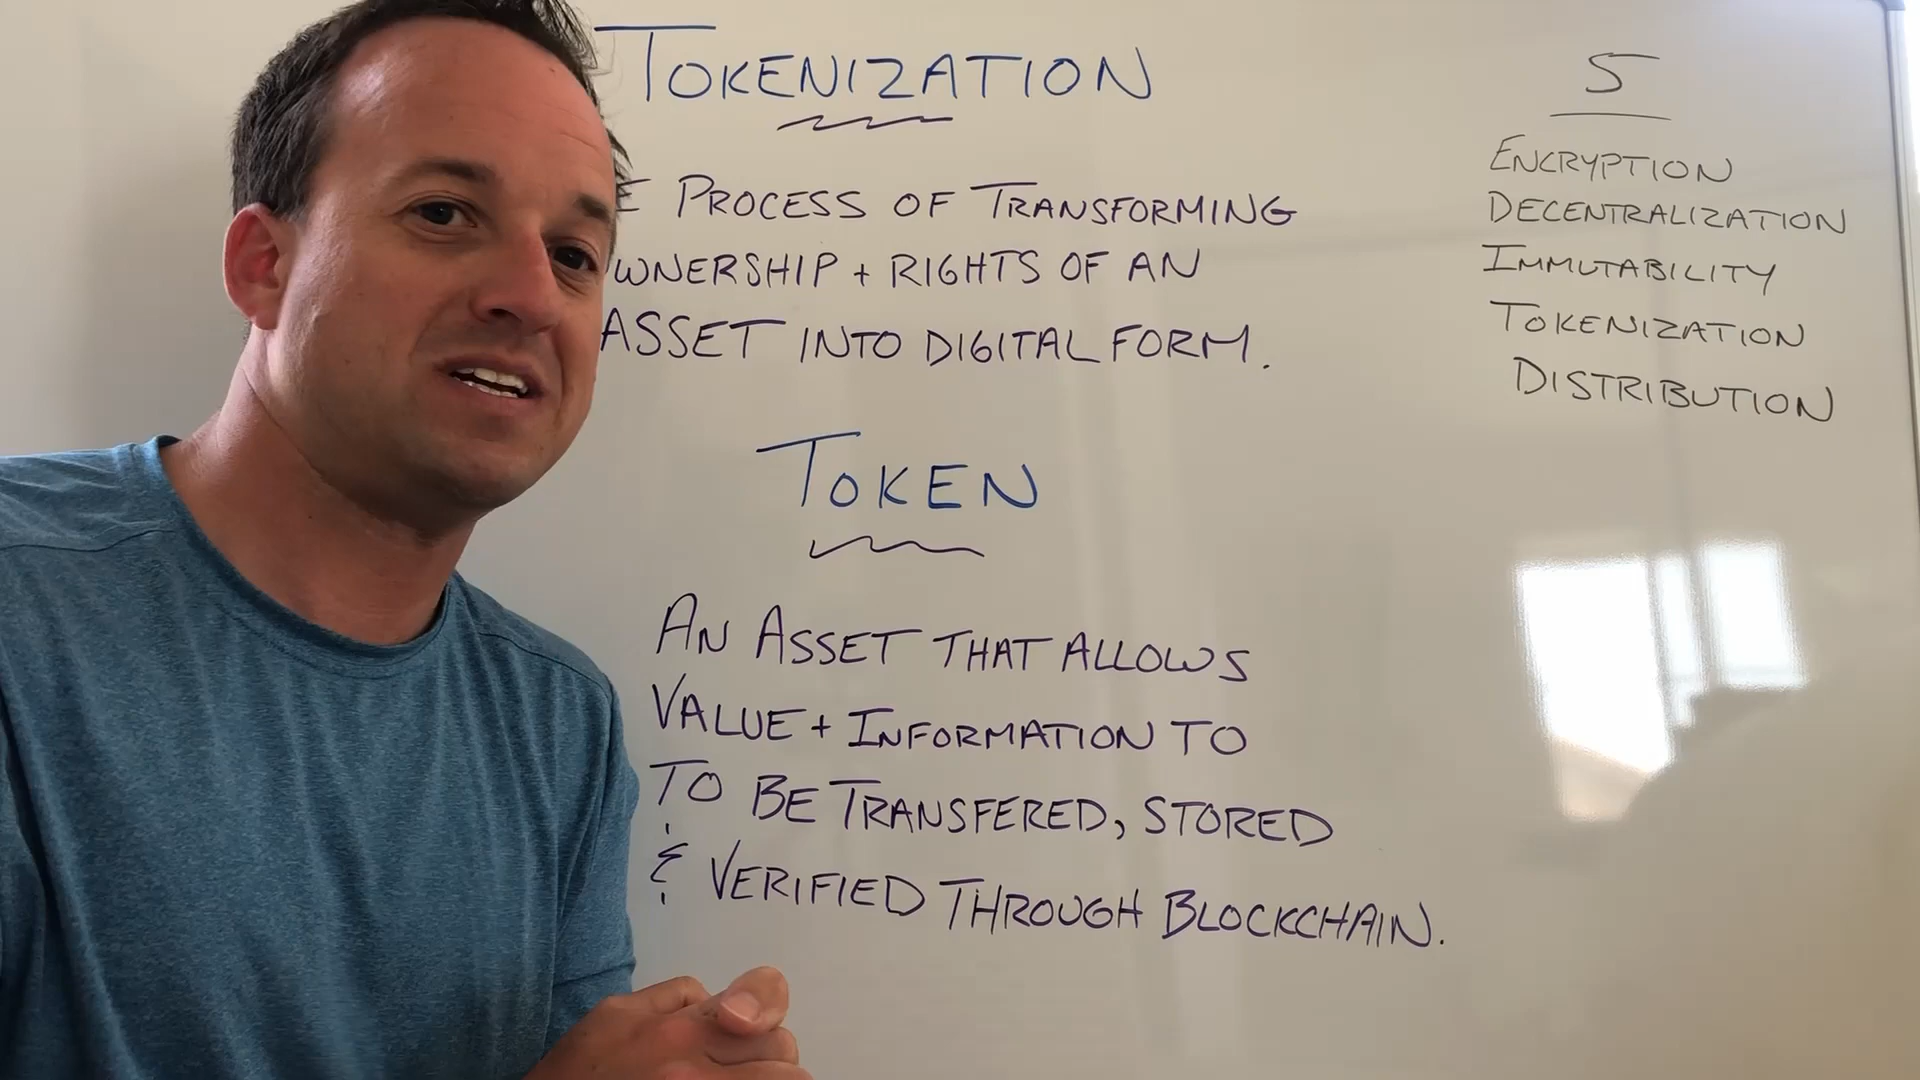 TOKENIZATION
PROCESS OF TRANSFORMING
WNERSHIP + RIGHTS OF AN
ASSET INTO DIGITAL FORM.
TOKEN
AN ASSET THAT ALLOWS
VALUE + INFORMATION TO
TO BE TRANSFERED, STORED
& VERIFIED THROUGH BLOCKCHAIN.
5
ENCRYPTION
DECENTRALIZATION
IMMUTABILITY
TOKENIZATION
DISTRIBUTION